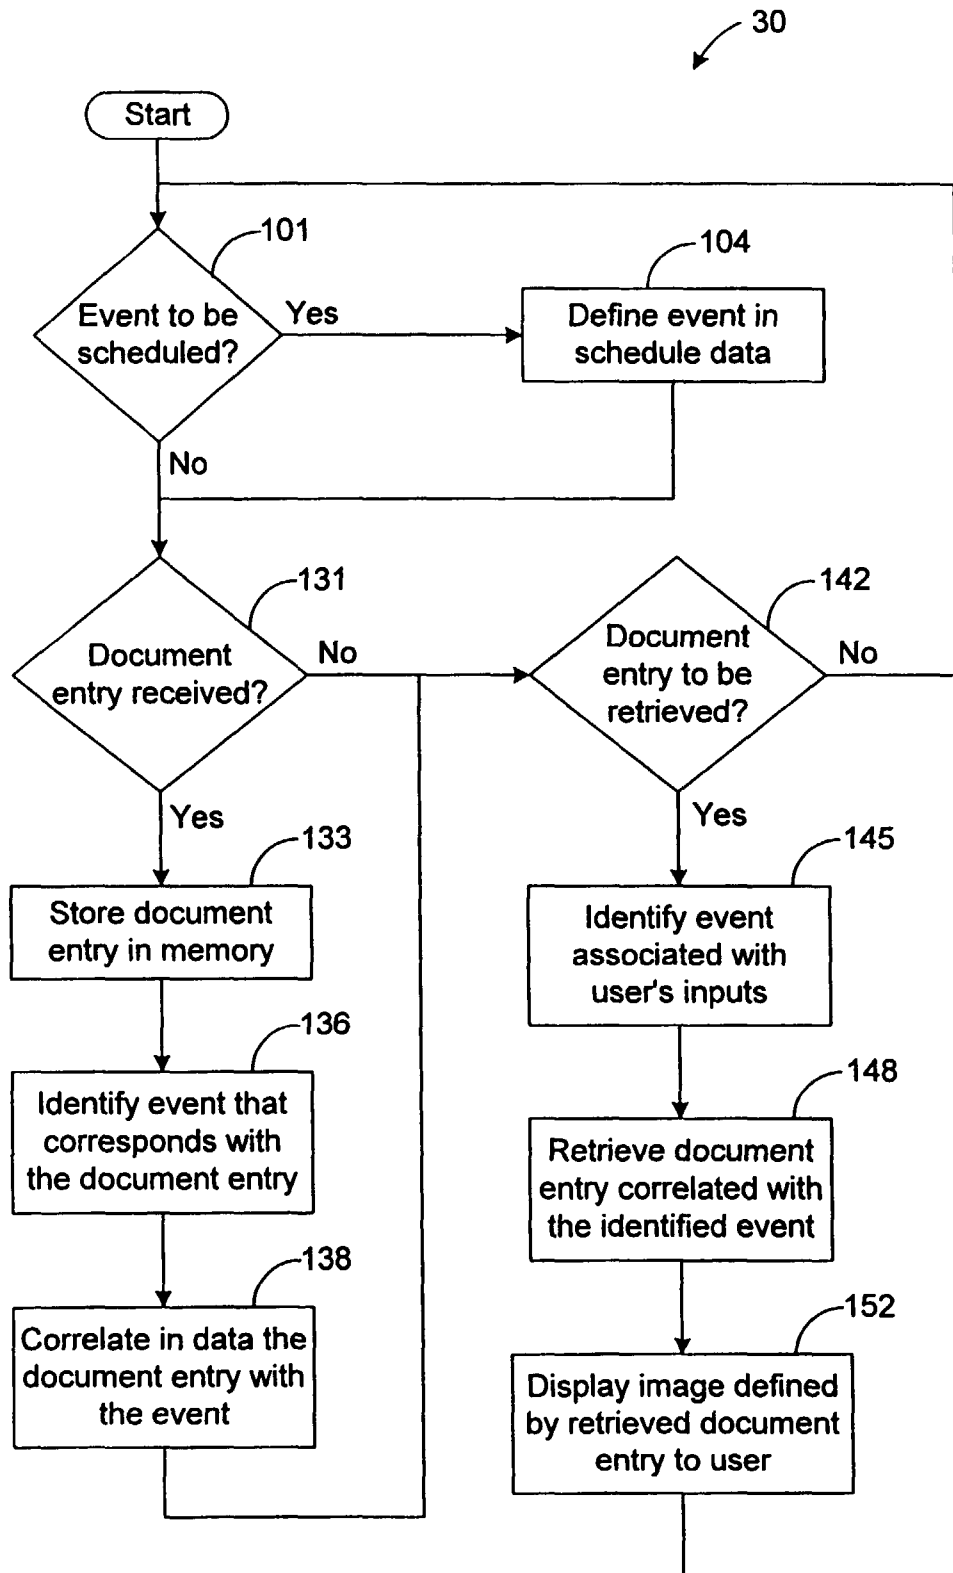 30
Start
101
Event to be
scheduled?
Yes
No
104
Define event in
schedule data
131
Document
entry received?
No
Yes
142
Document
entry to be
retrieved?
No
Yes
133
Store document
entry in memory
136
Identify event that
corresponds with
the document entry
138
Correlate in data the
document entry with
the event
145
Identify event
associated with
user's inputs
148
Retrieve document
entry correlated with
the identified event
152
Display image defined
by retrieved document
entry to user